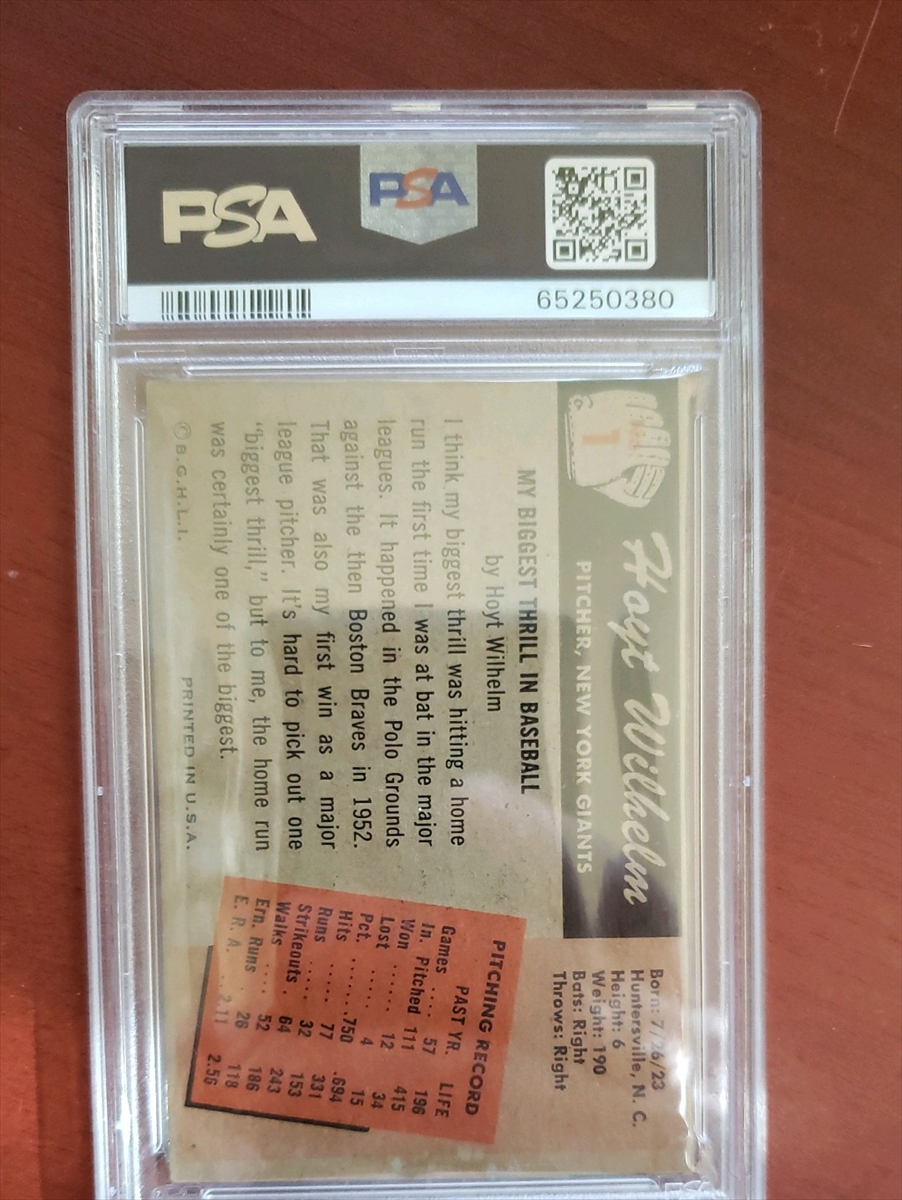 PSA
PSA
65250380
1
Hoyt Wilhelm
PITCHER, NEW YORK GIANTS
Born: 7/26/23
Huntersville, N. C.
Height: 6
Weight: 190
Bats: Right
Throws: Right
MY BIGGEST THRILL IN BASEBALL
by Hoyt Wilhelm
I think my biggest thrill was hitting a home
run the first time I was at bat in the major
leagues. It happened in the Polo Grounds
against the then Boston Braves in 1952.
That was also my first win as a major
league pitcher. It's hard to pick out one
"biggest thrill," but to me, the home run
was certainly one of the biggest.
© B.G.H.L.I.
PRINTED IN U.S.A.
PITCHING RECORD
PAST YR. LIFE
Games .... 57 196
In. Pitched 111 415
Won ...... 12 34
Lost ...... 4 15
Pct. ......750 .694
Hits ...... 77 331
Runs ..... 32 153
Strikeouts . 64 243
Walks .... 52 186
Ern. Runs . 26 118
E. R. A. ..2.11 2.56
PSA